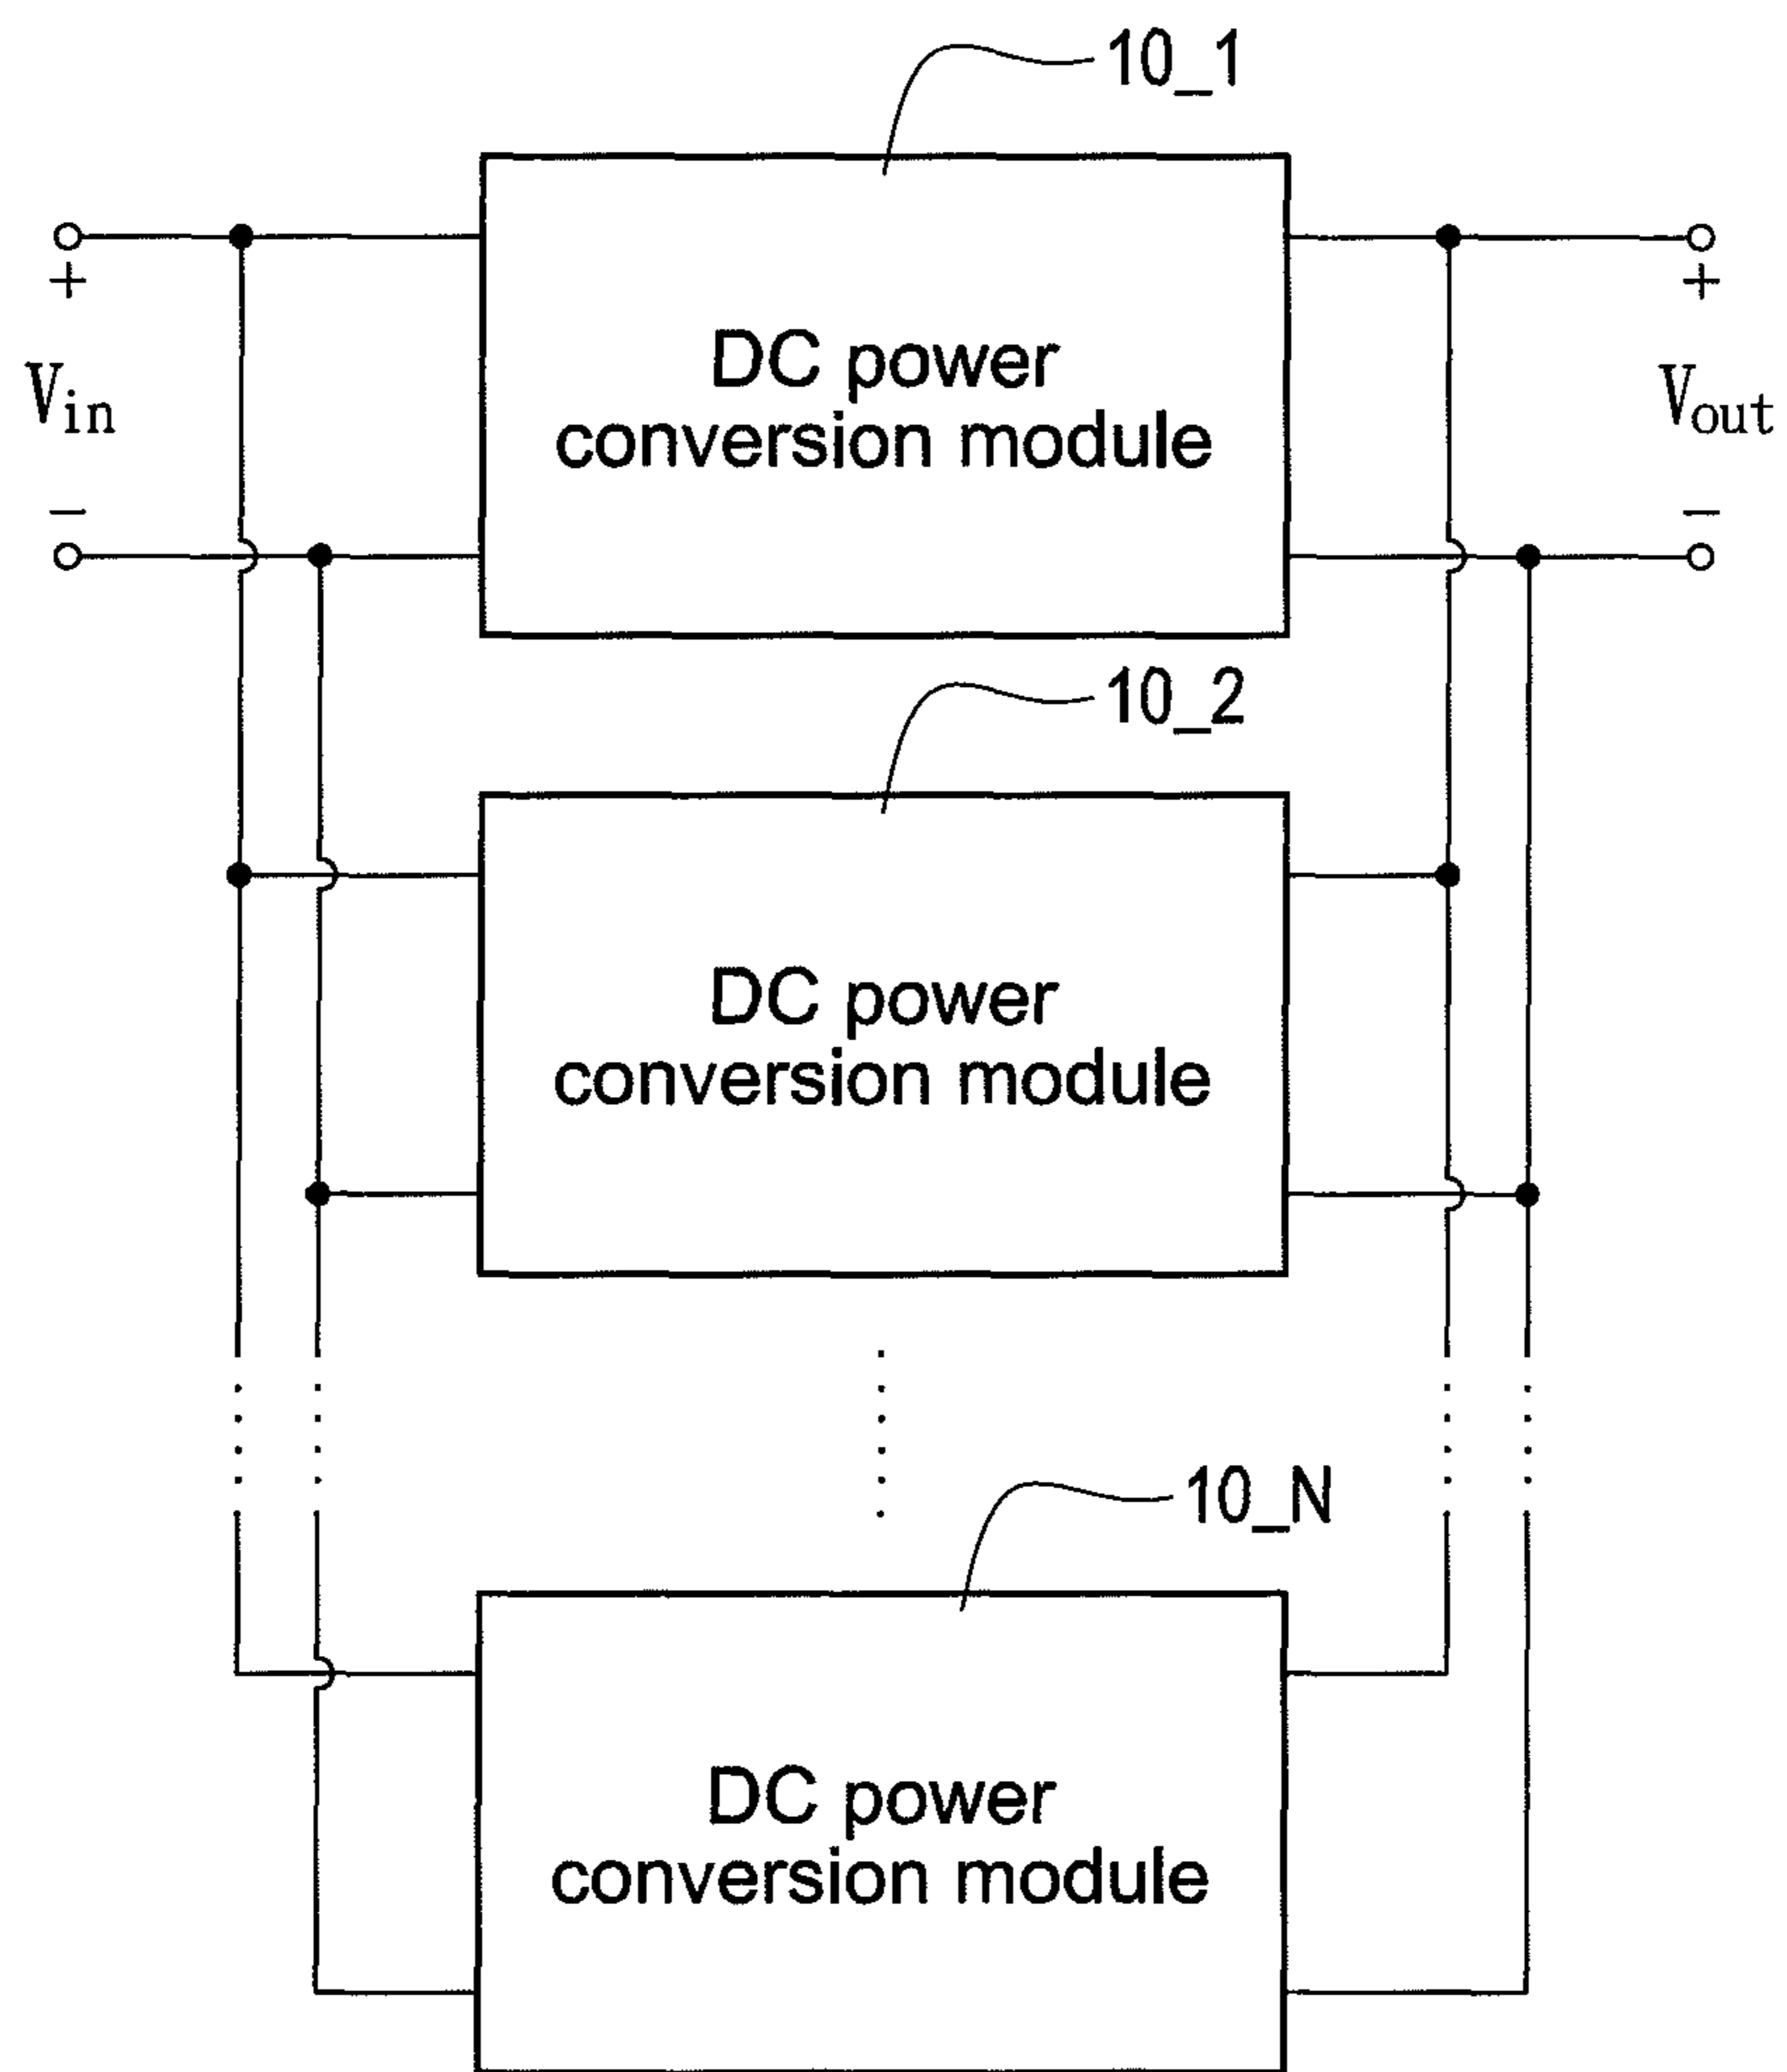 10_1
+
+
DC power
conversion module
Vin
Vout
−
−
10_2
DC power
conversion module
10_N
DC power
conversion module